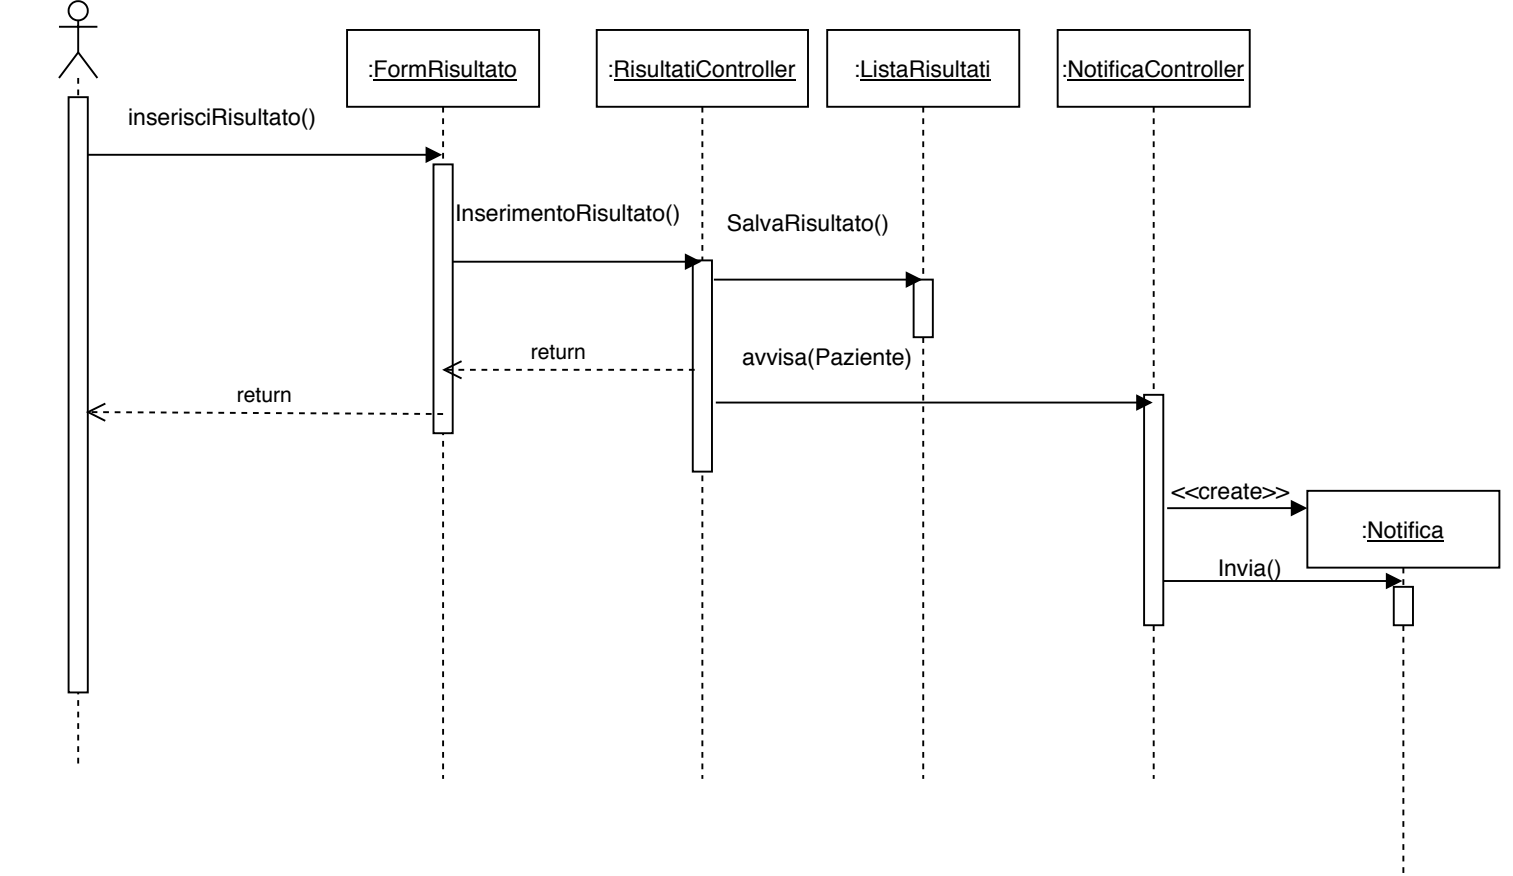 :FormRisultato
:RisultatiController
:ListaRisultati
:NotificaController
inserisciRisultato()
InserimentoRisultato()
SalvaRisultato()
return
avvisa(Paziente)
return
<<create>>
:Notifica
Invia()